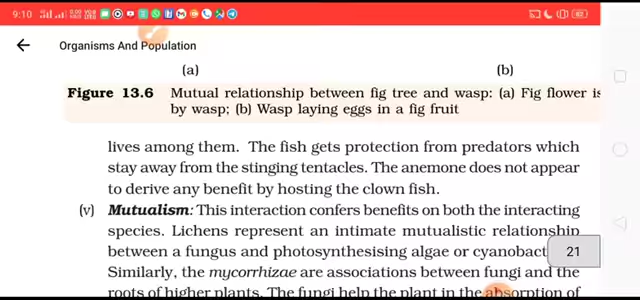 9:10
Organisms And Population
(a) (b)
Figure 13.6 Mutual relationship between fig tree and wasp: (a) Fig flower is
by wasp; (b) Wasp laying eggs in a fig fruit
lives among them. The fish gets protection from predators which
stay away from the stinging tentacles. The anemone does not appear
to derive any benefit by hosting the clown fish.
(v) Mutualism: This interaction confers benefits on both the interacting
species. Lichens represent an intimate mutualistic relationship
between a fungus and photosynthesising algae or
21
Similarly, the mycorrhizae are associations between fungi and the
roots of higher plants. The fungi help the plant in the absorption of